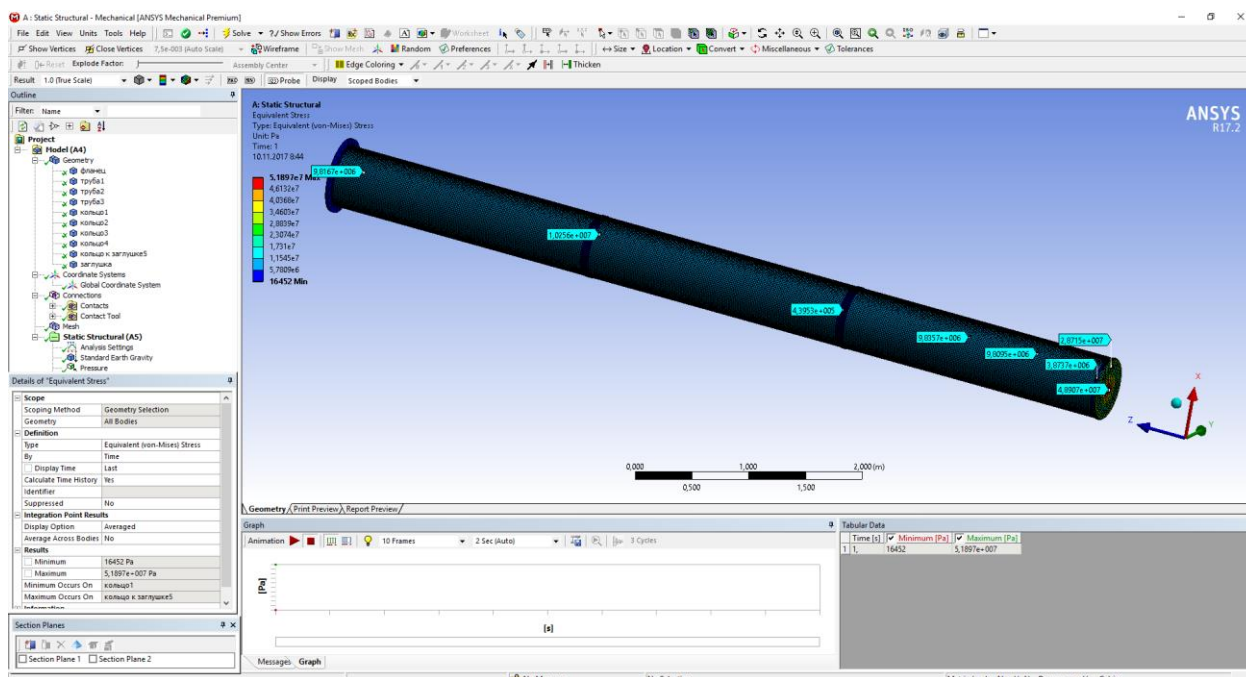 A : Static Structural - Mechanical [ANSYS Mechanical Premium]
File Edit View Units Tools Help Solve ?/ Show Errors Worksheet
Show Vertices Close Vertices 7,5e-003 (Auto Scale) Wireframe Show Mesh Random Preferences Size Location Convert Miscellaneous Tolerances
Reset Explode Factor: Assembly Center Edge Coloring Thicken
Result 1.0 (True Scale) Probe Display Scoped Bodies
Outline
Filter: Name
Project
Model (A4)
Geometry
фланец
труба1
труба2
труба3
кольцо1
кольцо2
кольцо3
кольцо4
кольцо к заглушке5
заглушка
Coordinate Systems
Global Coordinate System
Connections
Contacts
Contact Tool
Mesh
Static Structural (A5)
Analysis Settings
Standard Earth Gravity
Pressure
Details of "Equivalent Stress"
Scope
Scoping Method Geometry Selection
Geometry All Bodies
Definition
Type Equivalent (von-Mises) Stress
By Time
Display Time Last
Calculate Time History Yes
Identifier
Suppressed No
Integration Point Results
Display Option Averaged
Average Across Bodies No
Results
Minimum 16452 Pa
Maximum 5,1897e+007 Pa
Minimum Occurs On кольцо1
Maximum Occurs On кольцо к заглушке5
Information
Section Planes
Section Plane 1 Section Plane 2
A: Static Structural
Equivalent Stress
Type: Equivalent (von-Mises) Stress
Unit: Pa
Time: 1
10.11.2017 8:44
5,1897e7 Max
4,6132e7
4,0368e7
3,4603e7
2,8839e7
2,3074e7
1,731e7
1,1545e7
5,7809e6
16452 Min
ANSYS
R17.2
9,8167e+006
1,0256e+007
4,3953e+005
9,8357e+006
9,8095e+006
2,8715e+007
3,8737e+006
4,8907e+007
X
Y
Z
0,000 1,000 2,000 (m)
0,500 1,500
Geometry Print Preview Report Preview
Graph
Animation 10 Frames 2 Sec (Auto) 3 Cycles
[Pa]
[s]
Messages Graph
Tabular Data
Time [s] Minimum [Pa] Maximum [Pa]
1 1, 16452 5,1897e+007